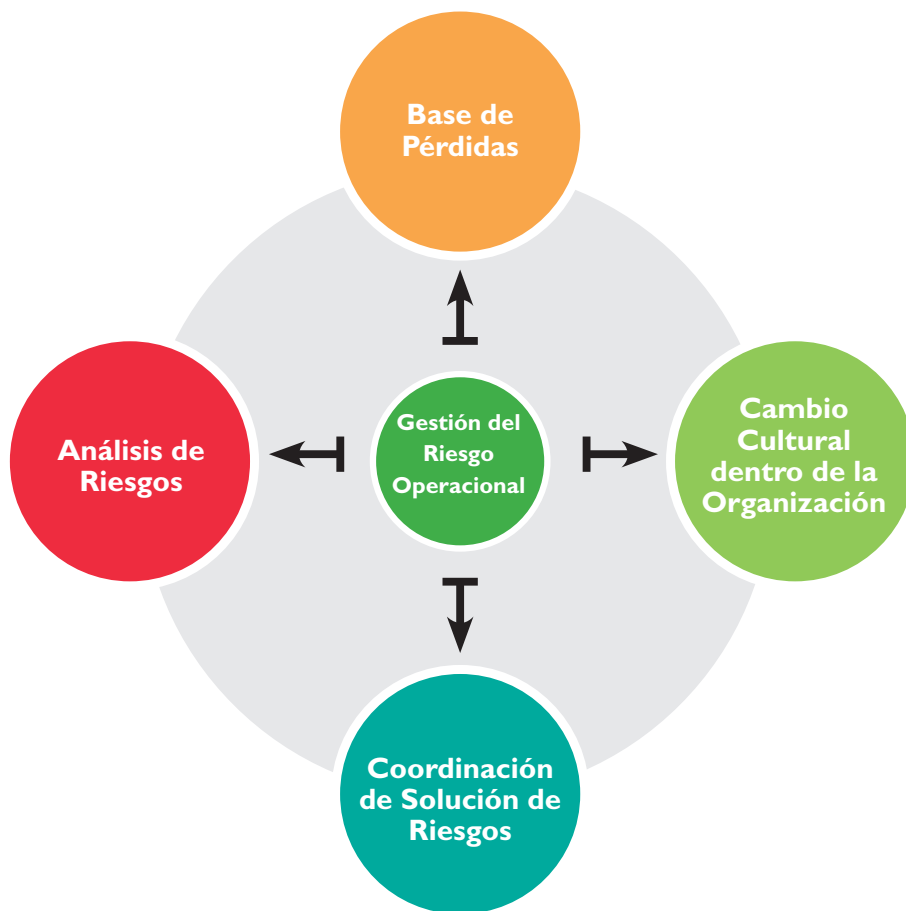 Base de
Pérdidas
Análisis de
Riesgos
Gestión del
Riesgo
Operacional
Cambio
Cultural
dentro de la
Organización
Coordinación
de Solución de
Riesgos